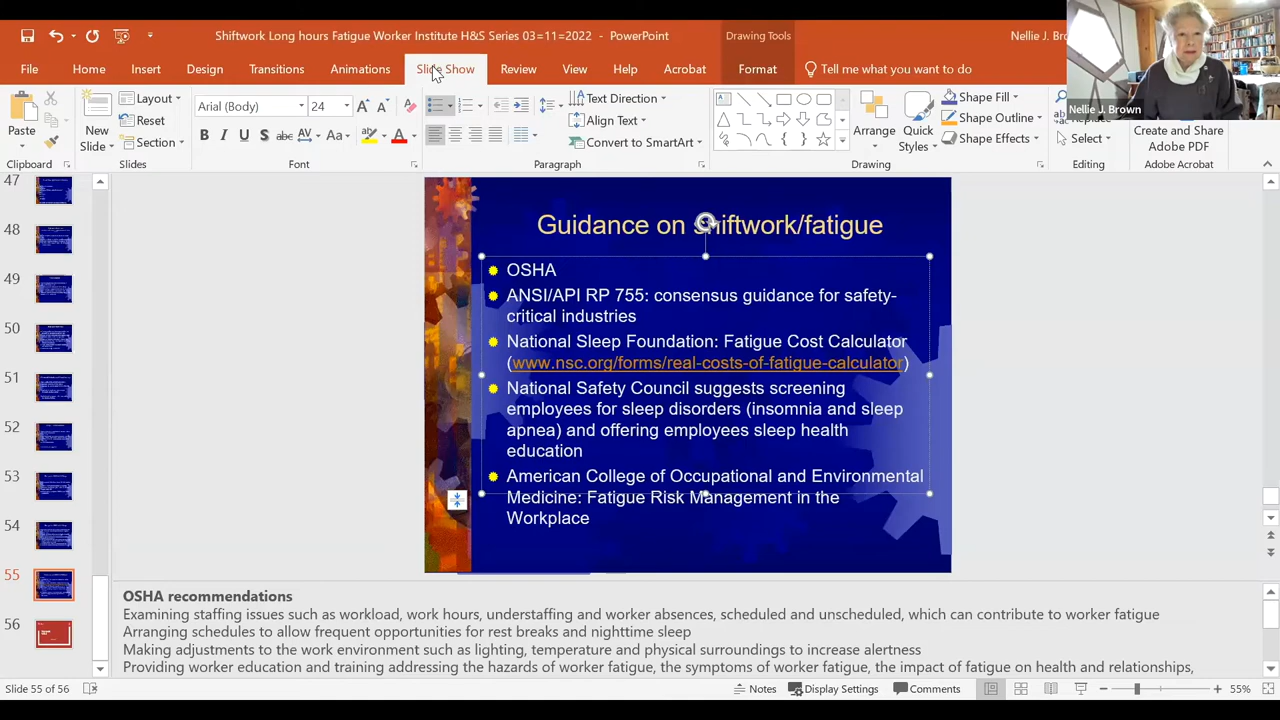 Shiftwork Long hours Fatigue Worker Institute H&S Series 03=11=2022 - PowerPoint
Drawing Tools
Nellie J. Br
File
Home
Insert
Design
Transitions
Animations
Slide Show
Review
View
Help
Acrobat
Format
Tell me what you want to do
Nellie J. Brown
Paste
New
Slide
Layout
Reset
Section
Arial (Body)
24
Text Direction
Align Text
Convert to SmartArt
Arrange
Quick
Styles
Shape Fill
Shape Outline
Shape Effects
Replace
Select
Create and Share
Adobe PDF
Clipboard
Slides
Font
Paragraph
Drawing
Editing
Adobe Acrobat
47
48
49
50
51
52
53
54
55
56
Guidance on Shiftwork/fatigue
OSHA
ANSI/API RP 755: consensus guidance for safety-
critical industries
National Sleep Foundation: Fatigue Cost Calculator
(www.nsc.org/forms/real-costs-of-fatigue-calculator)
National Safety Council suggests screening
employees for sleep disorders (insomnia and sleep
apnea) and offering employees sleep health
education
American College of Occupational and Environmental
Medicine: Fatigue Risk Management in the
Workplace
OSHA recommendations
Examining staffing issues such as workload, work hours, understaffing and worker absences, scheduled and unscheduled, which can contribute to worker fatigue
Arranging schedules to allow frequent opportunities for rest breaks and nighttime sleep
Making adjustments to the work environment such as lighting, temperature and physical surroundings to increase alertness
Providing worker education and training addressing the hazards of worker fatigue, the symptoms of worker fatigue, the impact of fatigue on health and relationships,
Slide 55 of 56
Notes
Display Settings
Comments
55%